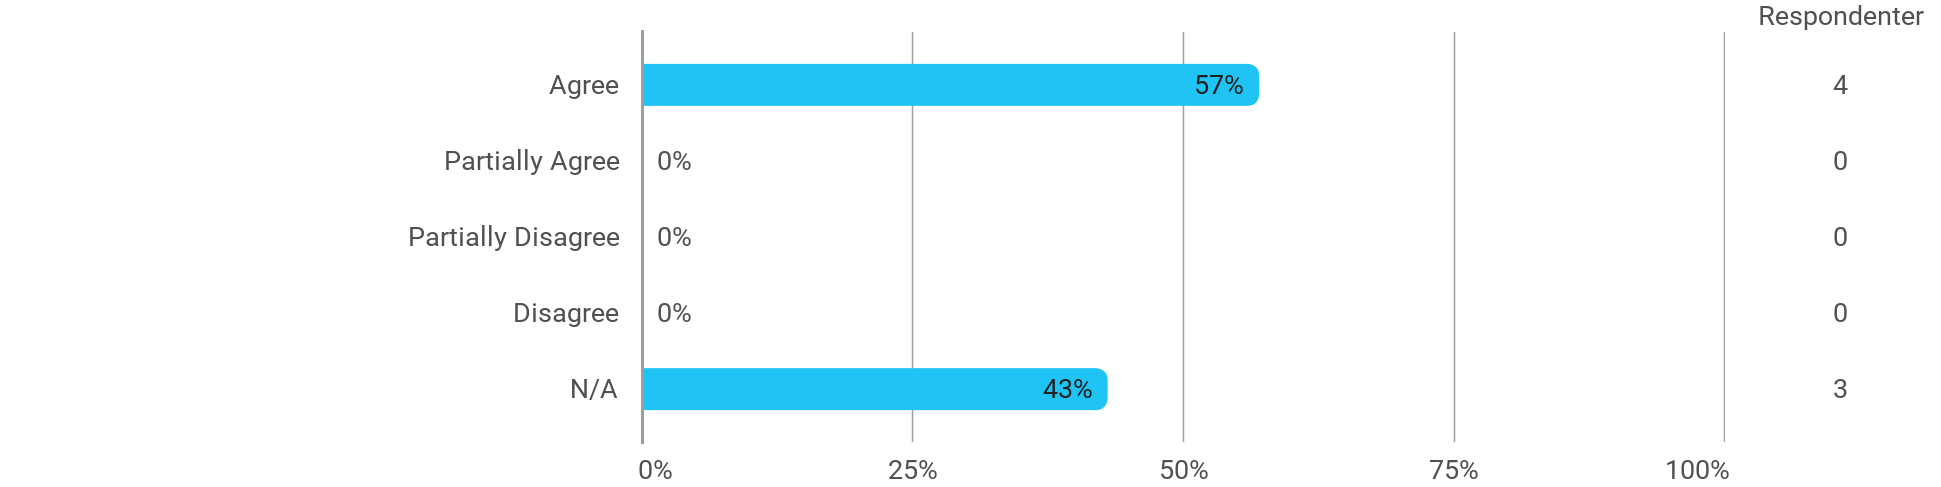 Respondenter
Agree 57% 4
Partially Agree 0% 0
Partially Disagree 0% 0
Disagree 0% 0
N/A 43% 3
0% 25% 50% 75% 100%